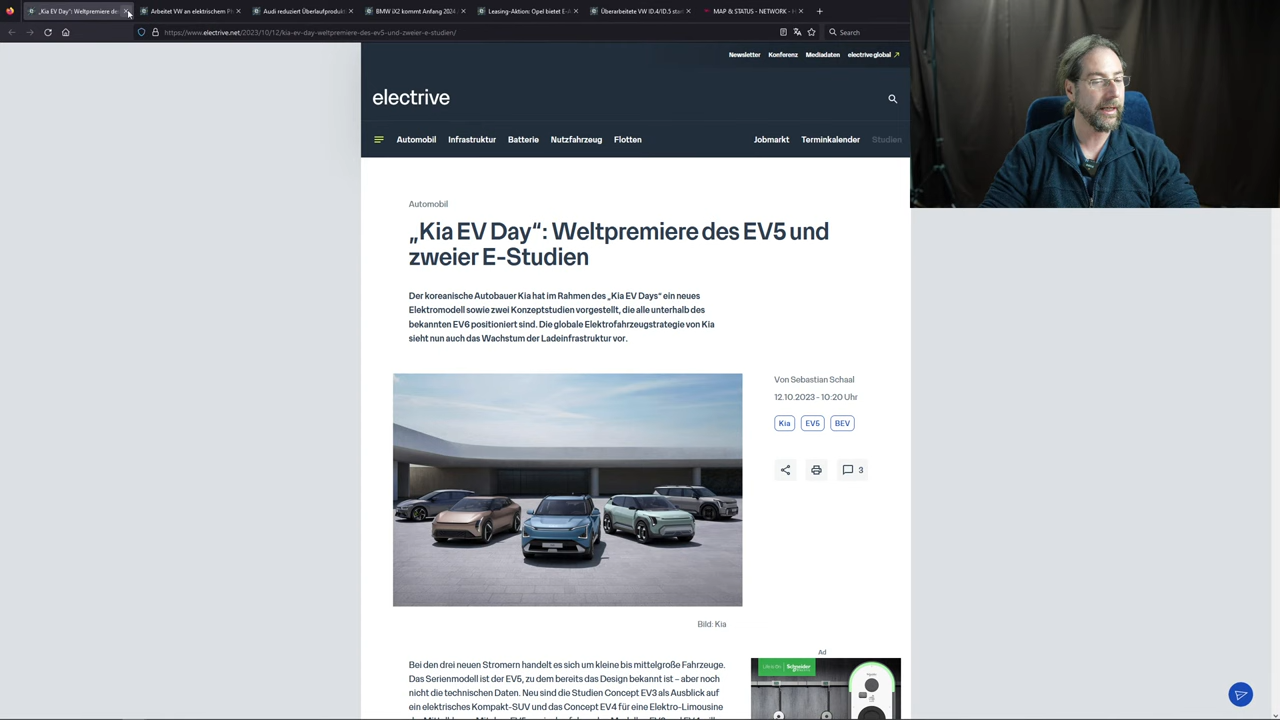 „Kia EV Day“: Weltpremiere de
Arbeitet VW an elektrischem Ph
Audi reduziert Überlaufprodukt
BMW iX2 kommt Anfang 2024
Leasing-Aktion: Opel bietet E-A
Überarbeitete VW ID.4/ID.5 star
MAP & STATUS - NETWORK - H
https://www.electrive.net/2023/10/12/kia-ev-day-weltpremiere-des-ev5-und-zweier-e-studien/
Search
Newsletter
Konferenz
Mediadaten
electrive global
electrive
Automobil
Infrastruktur
Batterie
Nutzfahrzeug
Flotten
Jobmarkt
Terminkalender
Studien
Automobil
„Kia EV Day“: Weltpremiere des EV5 und
zweier E-Studien
Der koreanische Autobauer Kia hat im Rahmen des „Kia EV Days“ ein neues
Elektromodell sowie zwei Konzeptstudien vorgestellt, die alle unterhalb des
bekannten EV6 positioniert sind. Die globale Elektrofahrzeugstrategie von Kia
sieht nun auch das Wachstum der Ladeinfrastruktur vor.
Von Sebastian Schaal
12.10.2023 - 10:20 Uhr
Kia
EV5
BEV
3
Bild: Kia
Ad
Life Is On
Schneider
Bei den drei neuen Stromern handelt es sich um kleine bis mittelgroße Fahrzeuge.
Das Serienmodell ist der EV5, zu dem bereits das Design bekannt ist – aber noch
nicht die technischen Daten. Neu sind die Studien Concept EV3 als Ausblick auf
ein elektrisches Kompakt-SUV und das Concept EV4 für eine Elektro-Limousine